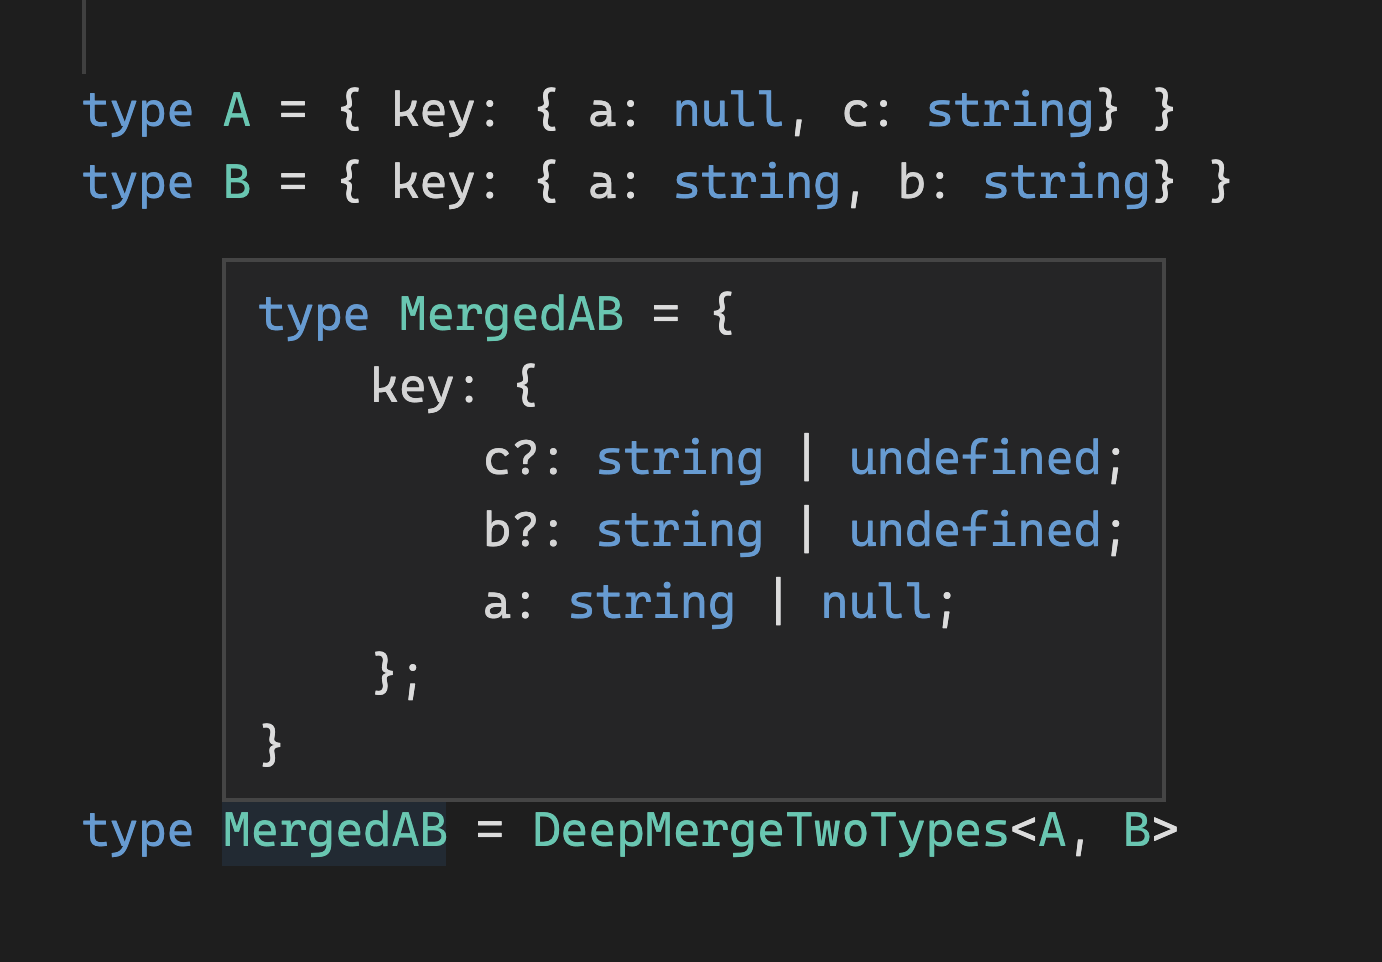 type A = { key: { a: null, c: string} }
type B = { key: { a: string, b: string} }
type MergedAB = {
    key: {
        c?: string | undefined;
        b?: string | undefined;
        a: string | null;
    };
}
type MergedAB = DeepMergeTwoTypes<A, B>